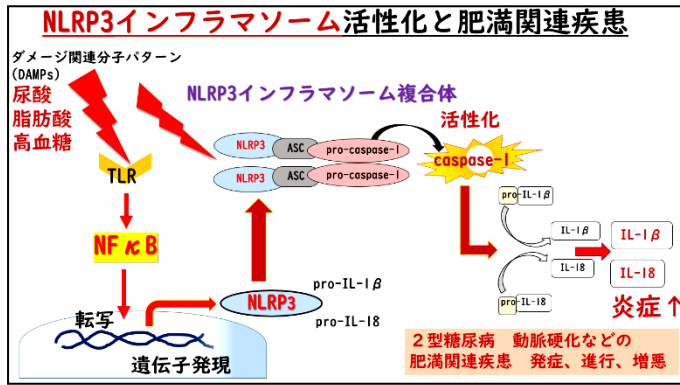 NLRP3インフラマソーム活性化と肥満関連疾患
ダメージ関連分子パターン
(DAMPs)
尿酸
脂肪酸
高血糖
TLR
NFκB
転写
遺伝子発現
NLRP3
pro-IL-1β
pro-IL-18
NLRP3インフラマソーム複合体
NLRP3 ASC pro-caspase-1
NLRP3 ASC pro-caspase-1
活性化
caspase-1
pro-IL-1β
IL-1β
IL-18
pro-IL-18
IL-1β
IL-18
炎症↑
2型糖尿病 動脈硬化などの
肥満関連疾患 発症、進行、増悪